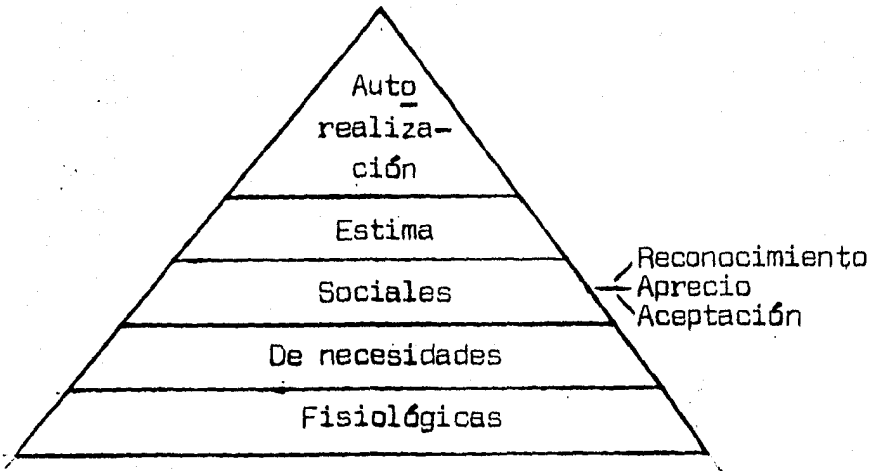 Auto
realiza-
ción
Estima
Sociales
Reconocimiento
Aprecio
Aceptación
De necesidades
Fisiológicas